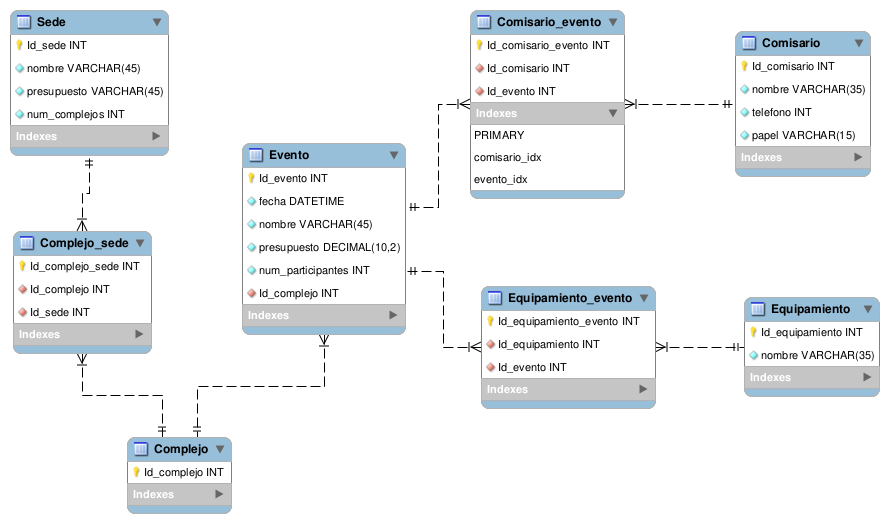 Sede
Id_sede INT
nombre VARCHAR(45)
presupuesto VARCHAR(45)
num_complejos INT
Indexes
Comisario_evento
Id_comisario_evento INT
Id_comisario INT
Id_evento INT
Indexes
PRIMARY
comisario_idx
evento_idx
Comisario
Id_comisario INT
nombre VARCHAR(35)
telefono INT
papel VARCHAR(15)
Indexes
Evento
Id_evento INT
fecha DATETIME
nombre VARCHAR(45)
presupuesto DECIMAL(10,2)
num_participantes INT
Id_complejo INT
Indexes
Complejo_sede
Id_complejo_sede INT
Id_complejo INT
Id_sede INT
Indexes
Equipamiento_evento
Id_equipamiento_evento INT
Id_equipamiento INT
Id_evento INT
Indexes
Equipamiento
Id_equipamiento INT
nombre VARCHAR(35)
Indexes
Complejo
Id_complejo INT
Indexes